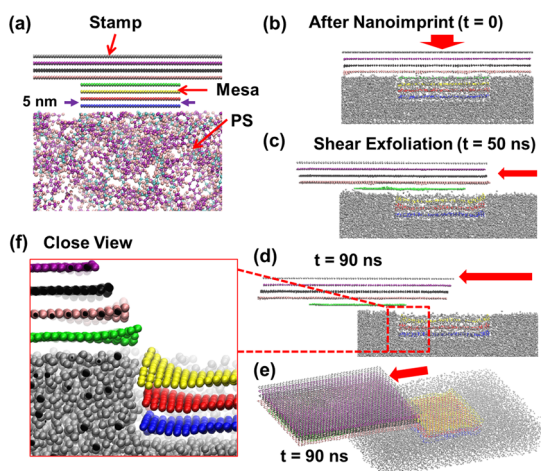 (a)
Stamp
Mesa
5 nm
PS
(b)
After Nanoimprint (t = 0)
(c)
Shear Exfoliation (t = 50 ns)
(f) Close View
(d)
t = 90 ns
(e)
t = 90 ns